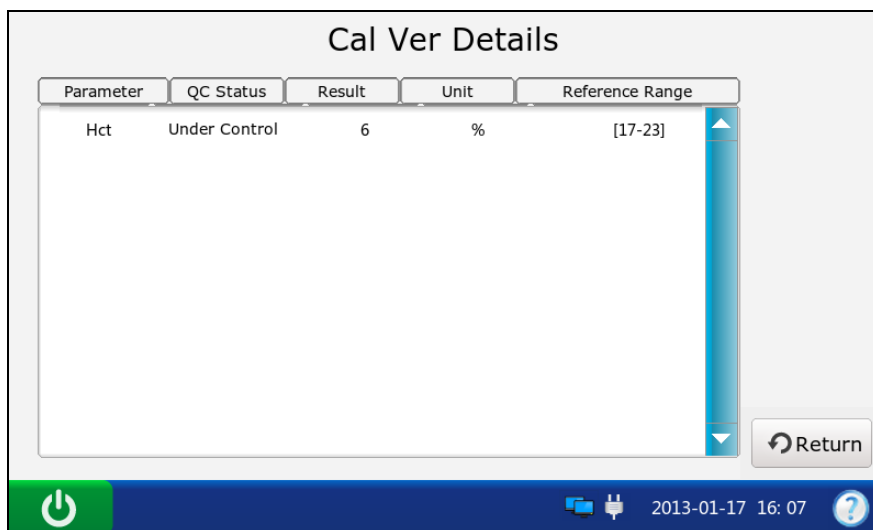 Cal Ver Details
Parameter QC Status Result Unit Reference Range
Hct Under Control 6 % [17-23]
Return
2013-01-17 16:07
?